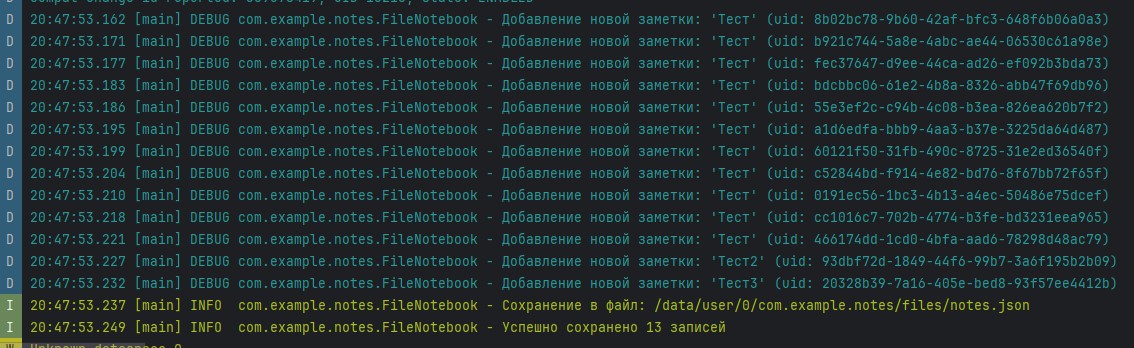 D 20:47:53.162 [main] DEBUG com.example.notes.FileNotebook - Добавление новой заметки: 'Тест' (uid: 8b02bc78-9b60-42af-bfc3-648f6b06a0a3)
D 20:47:53.171 [main] DEBUG com.example.notes.FileNotebook - Добавление новой заметки: 'Тест' (uid: b921c744-5a8e-4abc-ae44-06530c61a98e)
D 20:47:53.177 [main] DEBUG com.example.notes.FileNotebook - Добавление новой заметки: 'Тест' (uid: fec37647-d9ee-44ca-ad26-ef092b3bda73)
D 20:47:53.183 [main] DEBUG com.example.notes.FileNotebook - Добавление новой заметки: 'Тест' (uid: bdcbbc06-61e2-4b8a-8326-abb47f69db96)
D 20:47:53.186 [main] DEBUG com.example.notes.FileNotebook - Добавление новой заметки: 'Тест' (uid: 55e3ef2c-c94b-4c08-b3ea-826ea620b7f2)
D 20:47:53.195 [main] DEBUG com.example.notes.FileNotebook - Добавление новой заметки: 'Тест' (uid: a1d6edfa-bbb9-4aa3-b37e-3225da64d487)
D 20:47:53.199 [main] DEBUG com.example.notes.FileNotebook - Добавление новой заметки: 'Тест' (uid: 60121f50-31fb-490c-8725-31e2ed36540f)
D 20:47:53.204 [main] DEBUG com.example.notes.FileNotebook - Добавление новой заметки: 'Тест' (uid: c52844bd-f914-4e82-bd76-8f67bb72f65f)
D 20:47:53.210 [main] DEBUG com.example.notes.FileNotebook - Добавление новой заметки: 'Тест' (uid: 0191ec56-1bc3-4b13-a4ec-50486e75dcef)
D 20:47:53.218 [main] DEBUG com.example.notes.FileNotebook - Добавление новой заметки: 'Тест' (uid: cc1016c7-702b-4774-b3fe-bd3231eea965)
D 20:47:53.221 [main] DEBUG com.example.notes.FileNotebook - Добавление новой заметки: 'Тест' (uid: 466174dd-1cd0-4bfa-aad6-78298d48ac79)
D 20:47:53.227 [main] DEBUG com.example.notes.FileNotebook - Добавление новой заметки: 'Тест2' (uid: 93dbf72d-1849-44f6-99b7-3a6f195b2b09)
D 20:47:53.232 [main] DEBUG com.example.notes.FileNotebook - Добавление новой заметки: 'Тест3' (uid: 20328b39-7a16-405e-bed8-93f57ee4412b)
I 20:47:53.237 [main] INFO  com.example.notes.FileNotebook - Сохранение в файл: /data/user/0/com.example.notes/files/notes.json
I 20:47:53.249 [main] INFO  com.example.notes.FileNotebook - Успешно сохранено 13 записей